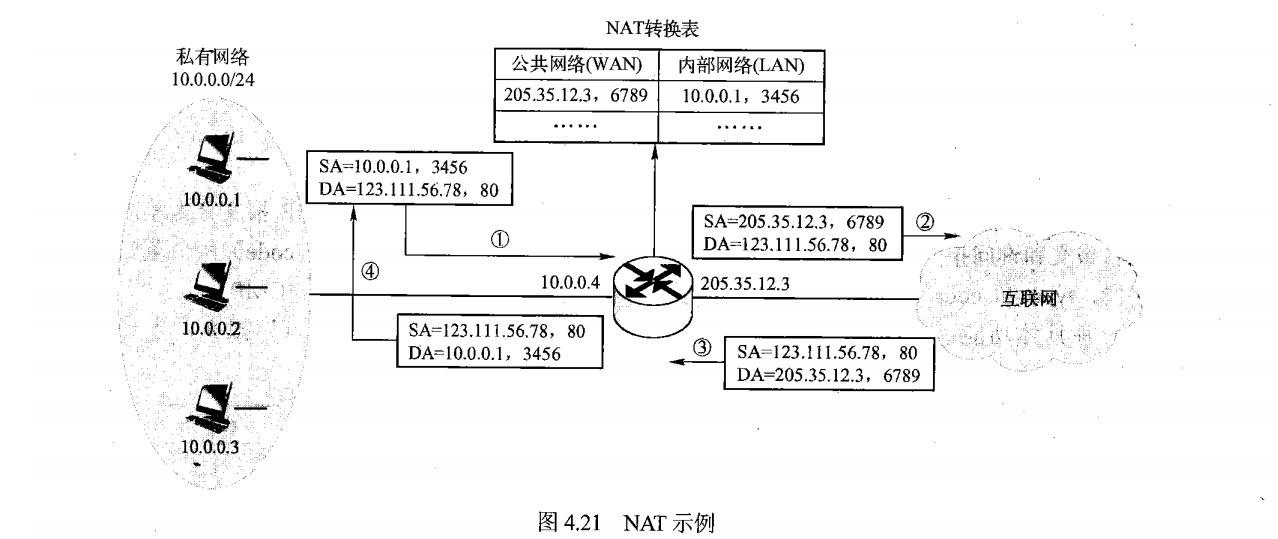 NAT转换表
公共网络(WAN) 内部网络(LAN)
205.35.12.3，6789 10.0.0.1，3456
…… ……
私有网络
10.0.0.0/24
10.0.0.1
10.0.0.2
10.0.0.3
SA=10.0.0.1，3456
DA=123.111.56.78，80
①
SA=205.35.12.3，6789
DA=123.111.56.78，80
②
④
10.0.0.4
205.35.12.3
互联网
SA=123.111.56.78，80
DA=10.0.0.1，3456
③
SA=123.111.56.78，80
DA=205.35.12.3，6789
图 4.21 NAT 示例